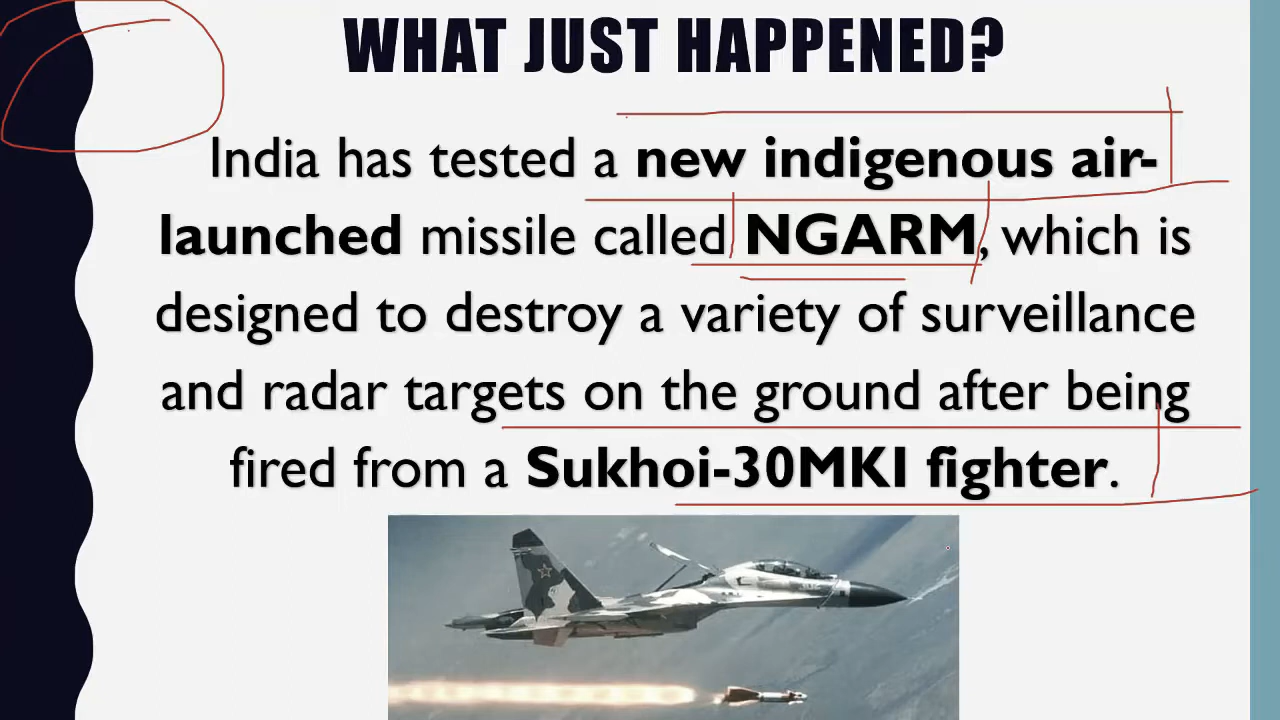 WHAT JUST HAPPENED?
India has tested a new indigenous air-
launched missile called NGARM, which is
designed to destroy a variety of surveillance
and radar targets on the ground after being
fired from a Sukhoi-30MKI fighter.